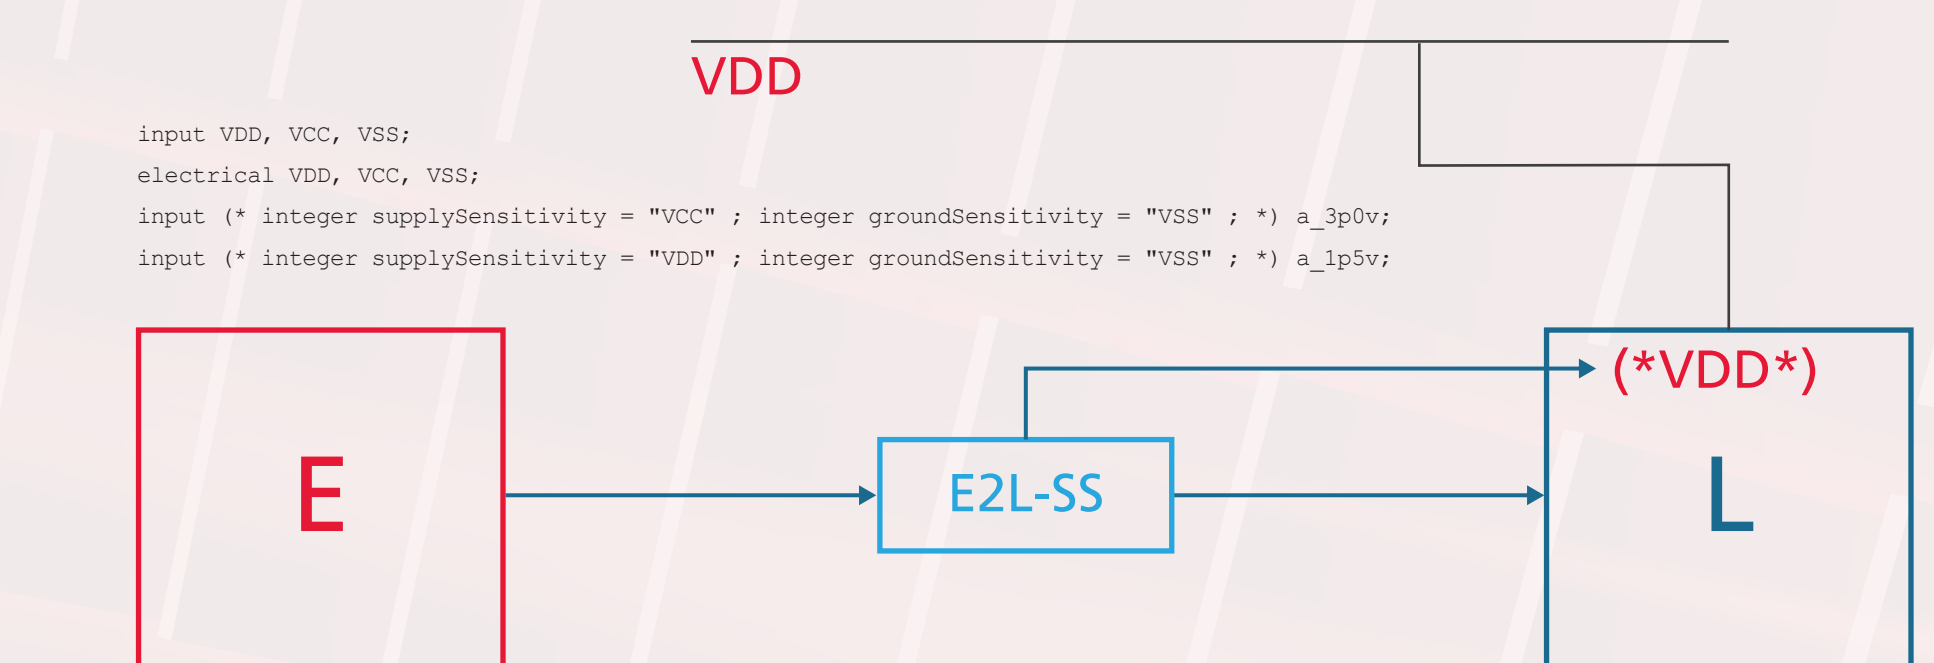 VDD
input VDD, VCC, VSS;
electrical VDD, VCC, VSS;
input (* integer supplySensitivity = "VCC" ; integer groundSensitivity = "VSS" ; *) a_3p0v;
input (* integer supplySensitivity = "VDD" ; integer groundSensitivity = "VSS" ; *) a_1p5v;
(*VDD*)
E
E2L-SS
L